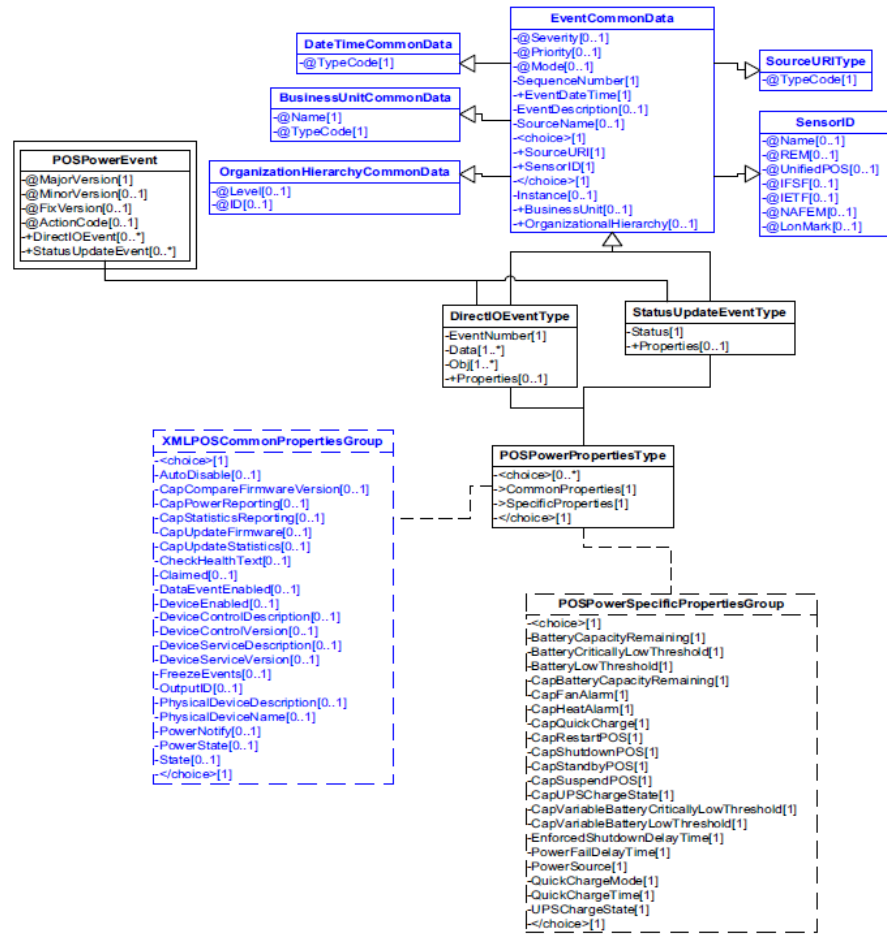 EventCommonData
-@Severity[0..1]
-@Priority[0..1]
-@Mode[0..1]
-SequenceNumber[1]
-+EventDateTime[1]
-EventDescription[0..1]
-SourceName[0..1]
-<choice>[1]
-+SourceURI[1]
-+SensorID[1]
-</choice>[1]
-Instance[0..1]
-+BusinessUnit[0..1]
-+OrganizationalHierarchy[0..1]
DateTimeCommonData
-@TypeCode[1]
BusinessUnitCommonData
-@Name[1]
-@TypeCode[1]
OrganizationHierarchyCommonData
-@Level[0..1]
-@ID[0..1]
SourceURIType
-@TypeCode[1]
SensorID
-@Name[0..1]
-@REM[0..1]
-@UnifiedPOS[0..1]
-@IFSF[0..1]
-@IETF[0..1]
-@NAFEM[0..1]
-@LonMark[0..1]
POSPowerEvent
-@MajorVersion[1]
-@MinorVersion[1]
-@FixVersion[1]
-@ActionCode[0..1]
-+DirectIOEvent[0..*]
-+StatusUpdateEvent[0..*]
DirectIOEventType
-EventNumber[1]
-Data[1..*]
-Obj[1..*]
-+Properties[0..1]
StatusUpdateEventType
-Status[1]
-+Properties[0..1]
XMLPOSCommonPropertiesGroup
-<choice>[1]
-AutoDisable[0..1]
-CapCompareFirmwareVersion[0..1]
-CapPowerReporting[0..1]
-CapStatisticsReporting[0..1]
-CapUpdateFirmware[0..1]
-CapUpdateStatistics[0..1]
-CheckHealthText[0..1]
-Claimed[0..1]
-DataEventEnabled[0..1]
-DeviceEnabled[0..1]
-DeviceControlDescription[0..1]
-DeviceControlVersion[0..1]
-DeviceServiceDescription[0..1]
-DeviceServiceVersion[0..1]
-FreezeEvents[0..1]
-OutputID[0..1]
-PhysicalDeviceDescription[0..1]
-PhysicalDeviceName[0..1]
-PowerNotify[0..1]
-PowerState[0..1]
-State[0..1]
-</choice>[1]
POSPowerPropertiesType
-<choice>[0..*]
->CommonProperties[1]
->SpecificProperties[1]
-</choice>[1]
POSPowerSpecificPropertiesGroup
-<choice>[1]
-BatteryCapacityRemaining[1]
-BatteryCriticallyLowThreshold[1]
-BatteryLowThreshold[1]
-CapBatteryCapacityRemaining[1]
-CapFanAlarm[1]
-CapHeatAlarm[1]
-CapQuickCharge[1]
-CapRestartPOS[1]
-CapShutdownPOS[1]
-CapStandbyPOS[1]
-CapSuspendPOS[1]
-CapUPSChargeState[1]
-CapVariableBatteryCriticallyLowThreshold[1]
-CapVariableBatteryLowThreshold[1]
-EnforcedShutdownDelayTime[1]
-PowerFailDelayTime[1]
-PowerSource[1]
-QuickChargeMode[1]
-QuickChargeTime[1]
-UPSChargeState[1]
-</choice>[1]